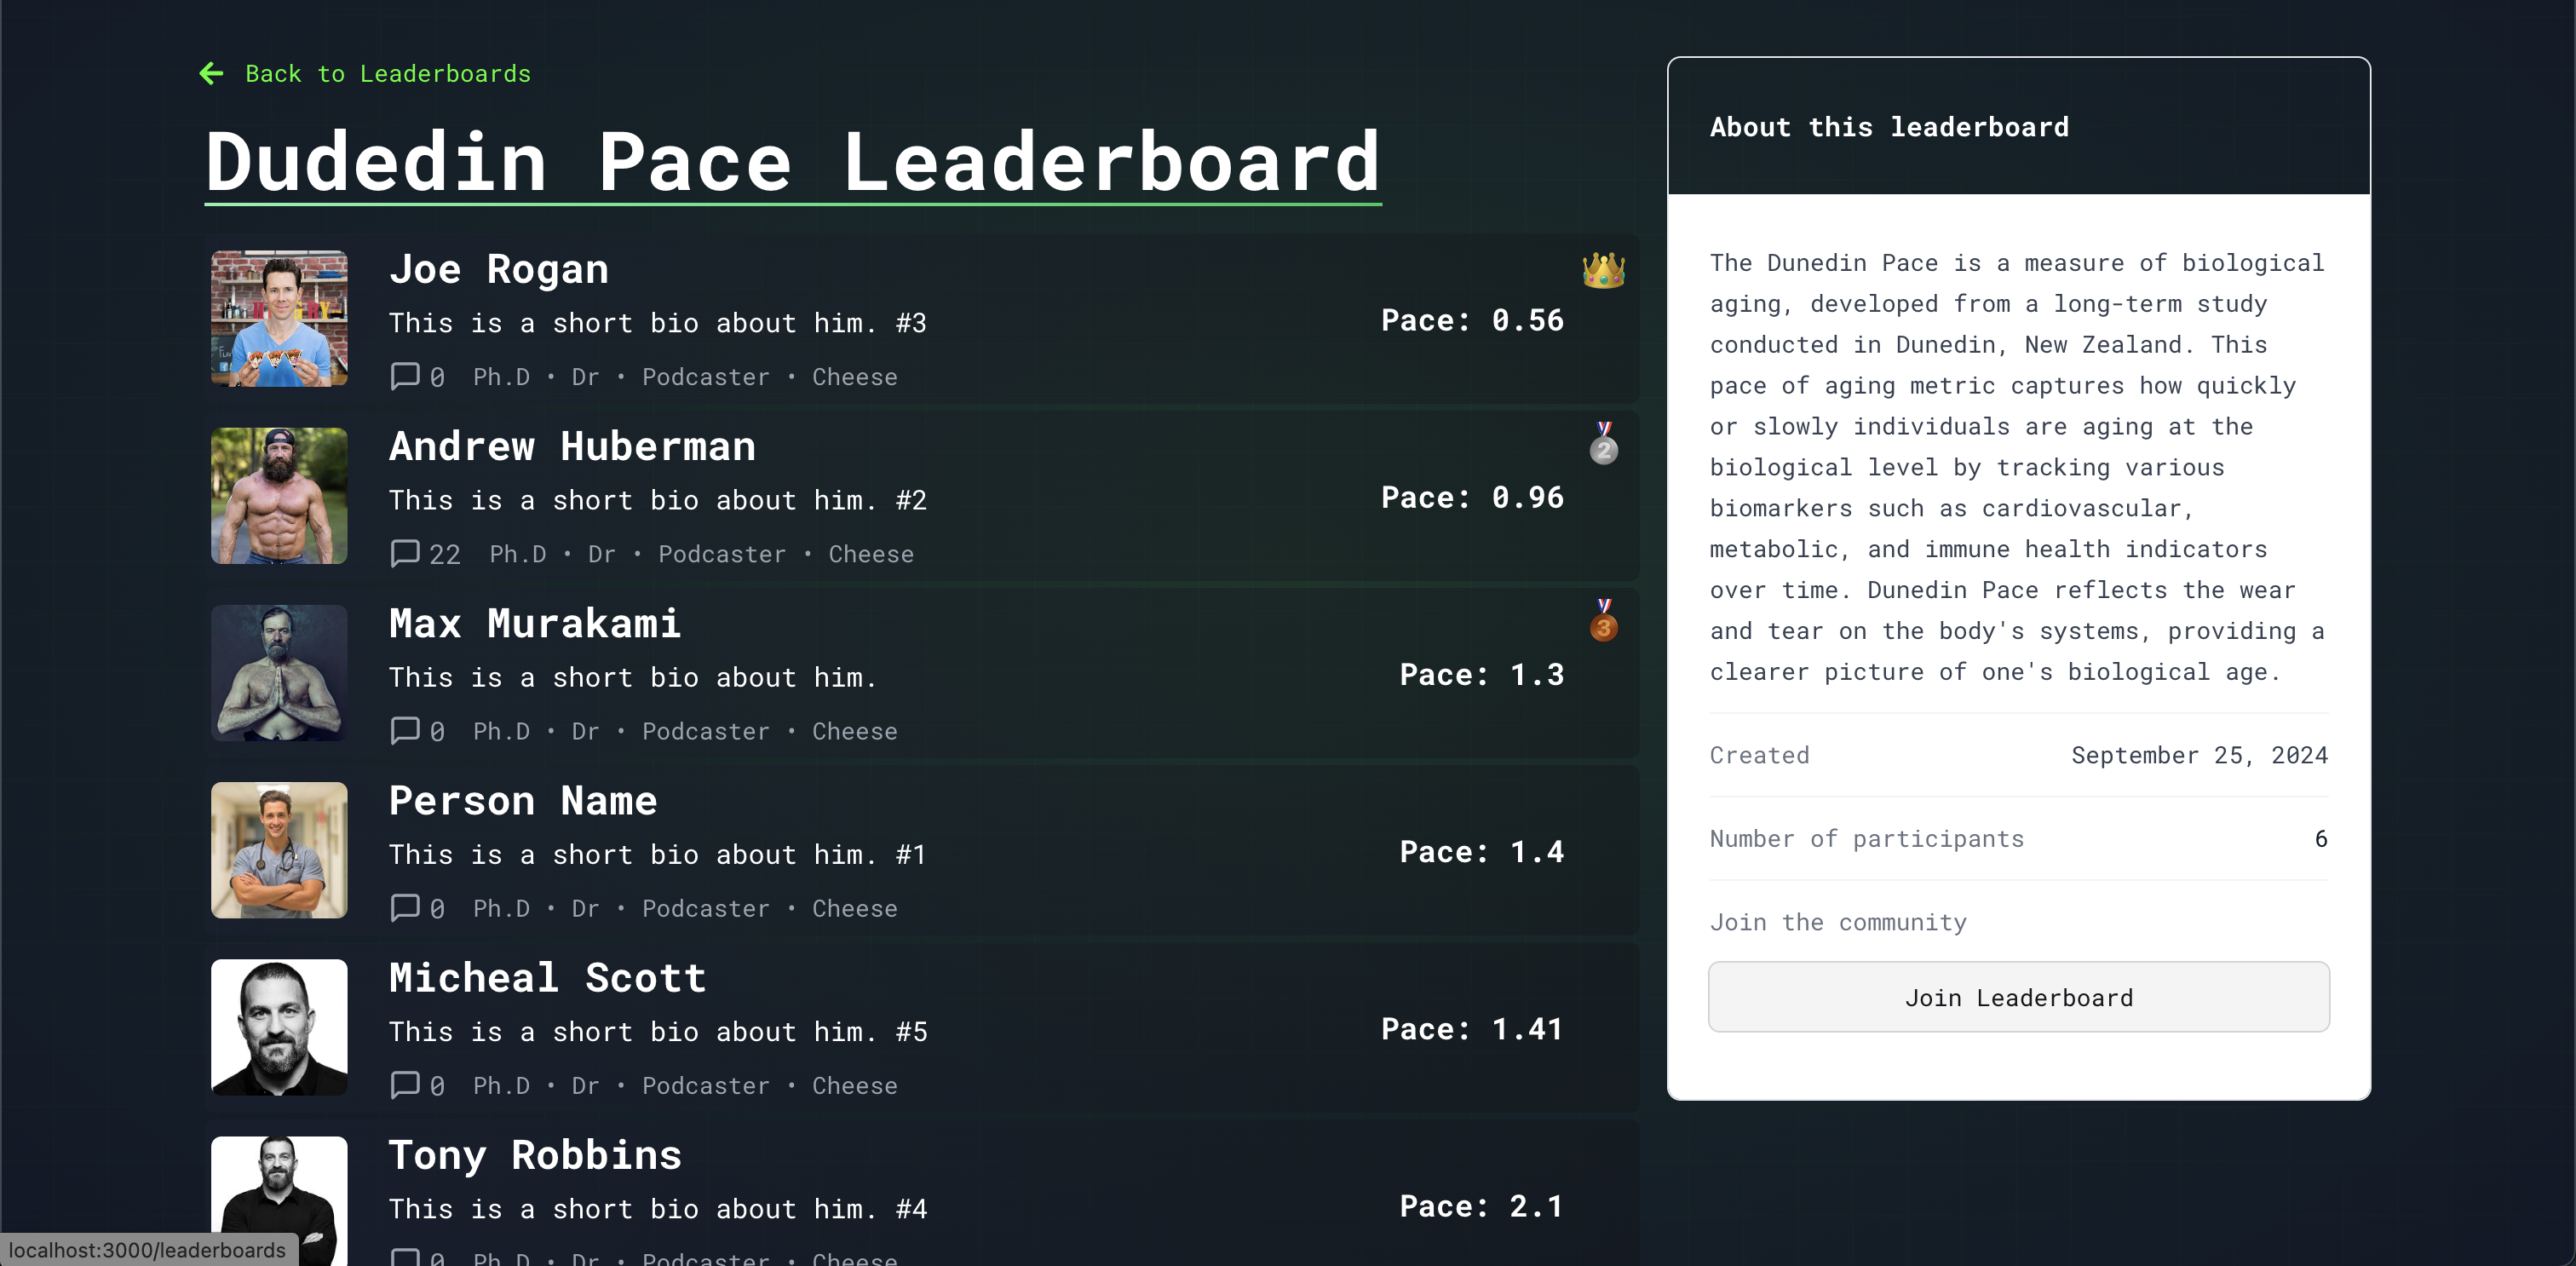 Back to Leaderboards
Dudedin Pace Leaderboard
Joe Rogan
This is a short bio about him. #3
0 Ph.D • Dr • Podcaster • Cheese
Pace: 0.56
Andrew Huberman
This is a short bio about him. #2
22 Ph.D • Dr • Podcaster • Cheese
2
Pace: 0.96
Max Murakami
This is a short bio about him.
0 Ph.D • Dr • Podcaster • Cheese
3
Pace: 1.3
Person Name
This is a short bio about him. #1
0 Ph.D • Dr • Podcaster • Cheese
Pace: 1.4
Micheal Scott
This is a short bio about him. #5
0 Ph.D • Dr • Podcaster • Cheese
Pace: 1.41
Tony Robbins
This is a short bio about him. #4
0 Ph.D • Dr • Podcaster • Cheese
Pace: 2.1
About this leaderboard
The Dunedin Pace is a measure of biological
aging, developed from a long-term study
conducted in Dunedin, New Zealand. This
pace of aging metric captures how quickly
or slowly individuals are aging at the
biological level by tracking various
biomarkers such as cardiovascular,
metabolic, and immune health indicators
over time. Dunedin Pace reflects the wear
and tear on the body's systems, providing a
clearer picture of one's biological age.
Created September 25, 2024
Number of participants 6
Join the community
Join Leaderboard
localhost:3000/leaderboards